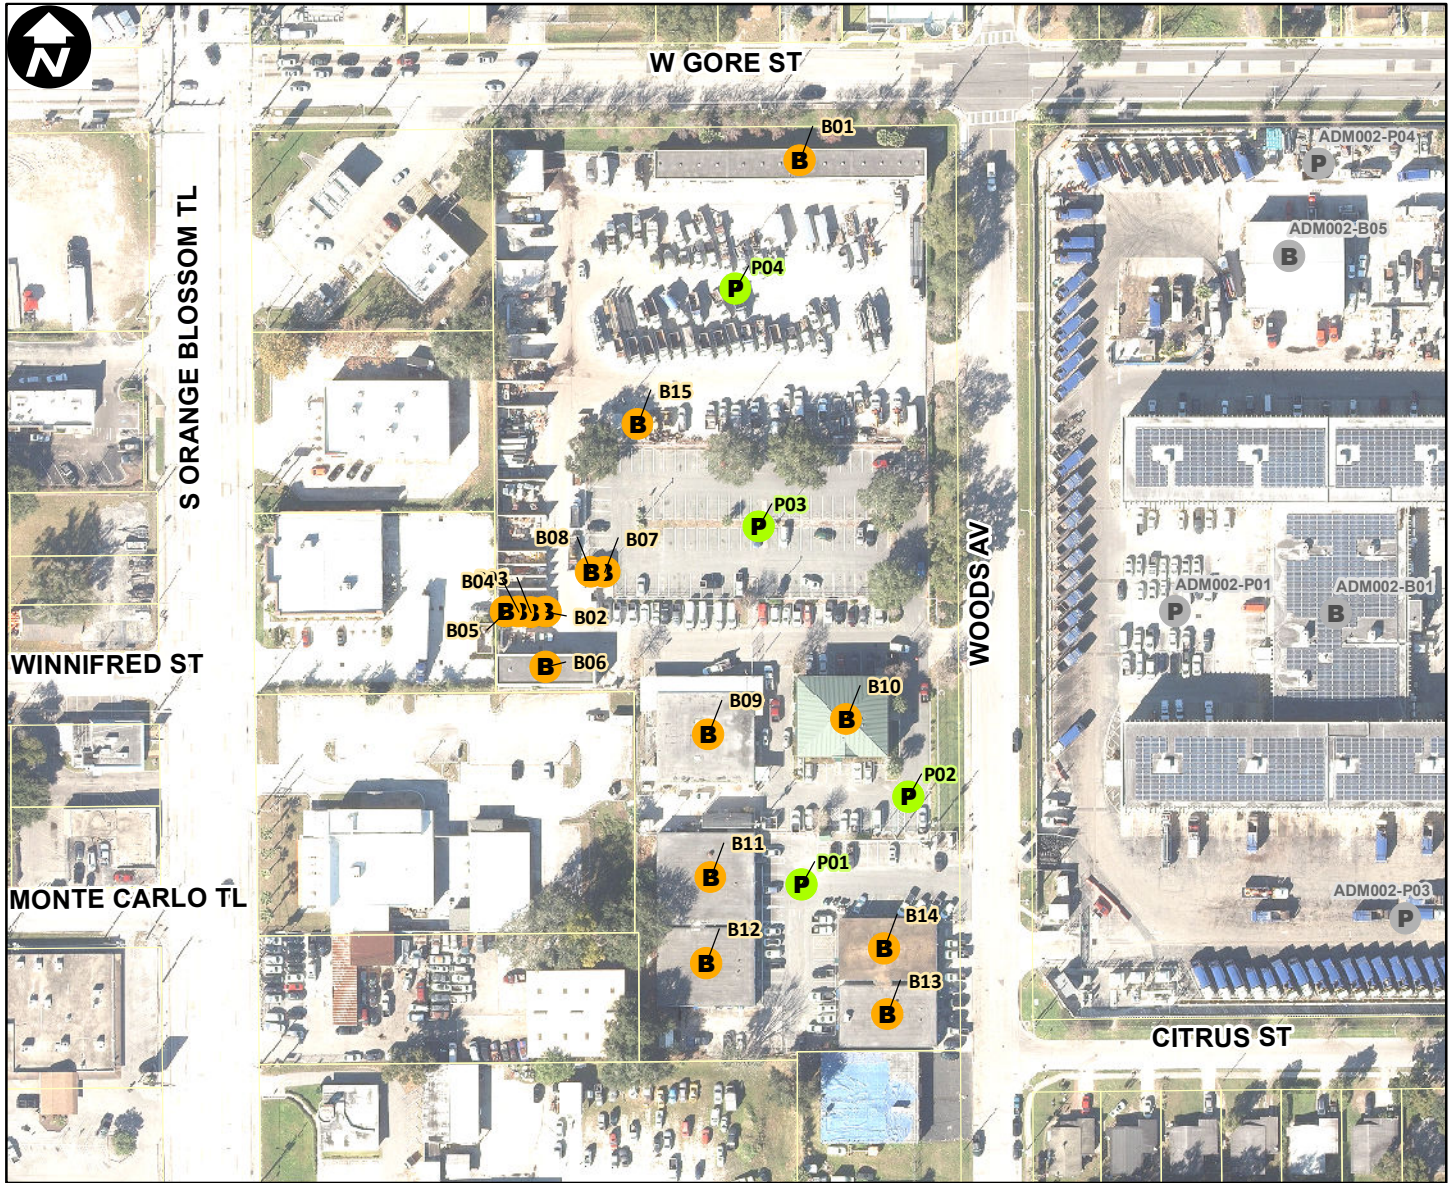 N
W GORE ST
B01
B
ADM002-P04
P
ADM002-B05
B
S ORANGE BLOSSOM TL
P04
P
B15
B
P03
P
B08
B07
B
B04
B
B02
B05
B06
B
WOODS AV
ADM002-P01
P
ADM002-B01
B
WINNIFRED ST
B09
B
B10
B
P02
P
B11
B
P01
P
ADM002-P03
P
MONTE CARLO TL
B12
B
B14
B
B13
B
CITRUS ST